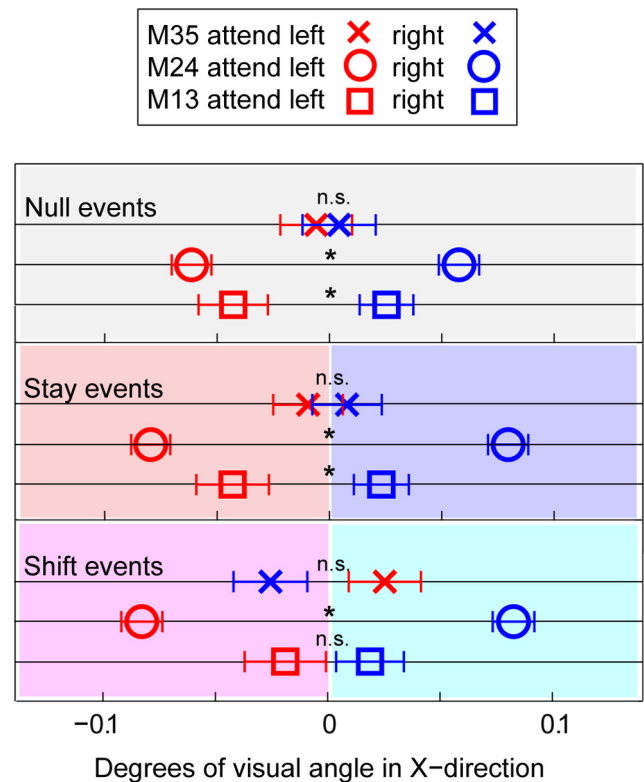 M35 attend left right
M24 attend left right
M13 attend left right
Null events
n.s.
*
*
Stay events
n.s.
*
*
Shift events
n.s.
*
n.s.
−0.1 0 0.1
Degrees of visual angle in X−direction